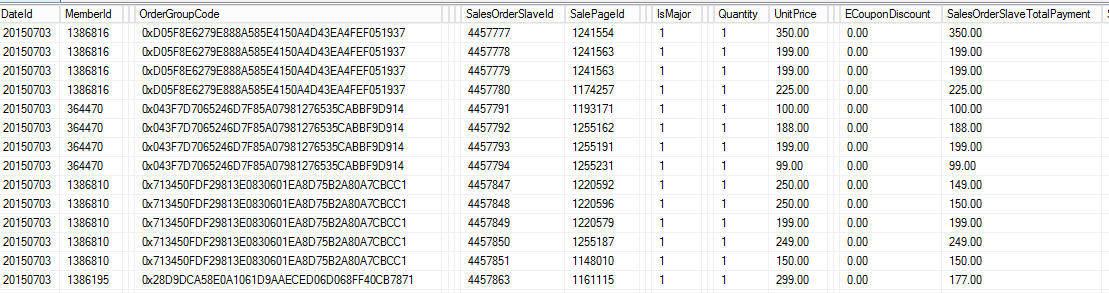 DateId MemberId OrderGroupCode SalesOrderSlaveId SalePageId IsMajor Quantity UnitPrice ECouponDiscount SalesOrderSlaveTotalPayment
20150703 1386816 0xD05F8E6279E888A585E4150A4D43EA4FEF051937 4457777 1241554 1 1 350.00 0.00 350.00
20150703 1386816 0xD05F8E6279E888A585E4150A4D43EA4FEF051937 4457778 1241563 1 1 199.00 0.00 199.00
20150703 1386816 0xD05F8E6279E888A585E4150A4D43EA4FEF051937 4457779 1241563 1 1 199.00 0.00 199.00
20150703 1386816 0xD05F8E6279E888A585E4150A4D43EA4FEF051937 4457780 1174257 1 1 225.00 0.00 225.00
20150703 364470 0x043F7D7065246D7F85A07981276535CABBF9D914 4457791 1193171 1 1 100.00 0.00 100.00
20150703 364470 0x043F7D7065246D7F85A07981276535CABBF9D914 4457792 1255162 1 1 188.00 0.00 188.00
20150703 364470 0x043F7D7065246D7F85A07981276535CABBF9D914 4457793 1255191 1 1 199.00 0.00 199.00
20150703 364470 0x043F7D7065246D7F85A07981276535CABBF9D914 4457794 1255231 1 1 99.00 0.00 99.00
20150703 1386810 0x713450FDF29813E0830601EA8D75B2A80A7CBCC1 4457847 1220592 1 1 250.00 0.00 149.00
20150703 1386810 0x713450FDF29813E0830601EA8D75B2A80A7CBCC1 4457848 1220596 1 1 250.00 0.00 150.00
20150703 1386810 0x713450FDF29813E0830601EA8D75B2A80A7CBCC1 4457849 1220579 1 1 199.00 0.00 199.00
20150703 1386810 0x713450FDF29813E0830601EA8D75B2A80A7CBCC1 4457850 1255187 1 1 249.00 0.00 249.00
20150703 1386810 0x713450FDF29813E0830601EA8D75B2A80A7CBCC1 4457851 1148010 1 1 150.00 0.00 150.00
20150703 1386195 0x28D9DCA58E0A1061D9AAECED06D068FF40CB7871 4457863 1161115 1 1 299.00 0.00 177.00